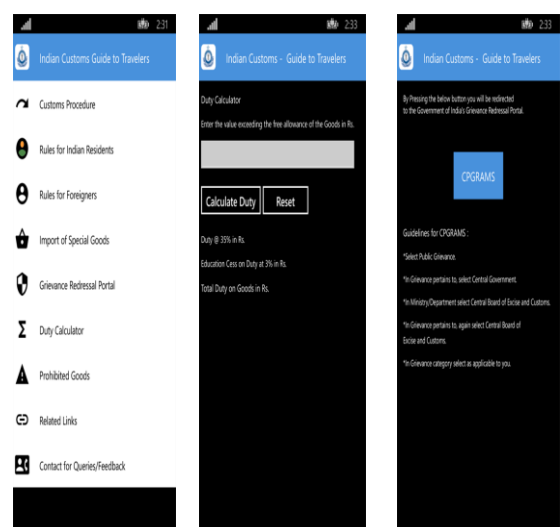 2:31
Indian Customs Guide to Travelers
Customs Procedure
Rules for Indian Residents
Rules for Foreigners
Import of Special Goods
Grievance Redressal Portal
Duty Calculator
Prohibited Goods
Related Links
Contact for Queries/Feedback
2:33
Indian Customs - Guide to Travelers
Duty Calculator
Enter the value exceeding the free allowance of the Goods in Rs.
Calculate Duty Reset
Duty @ 35% in Rs.
Education Cess on Duty at 3% in Rs.
Total Duty on Goods in Rs.
2:33
Indian Customs - Guide to Travelers
By Pressing the below button you will be redirected
to the Government of India's Grievance Redressal Portal.
CPGRAMS
Guidelines for CPGRAMS :
*Select Public Grievance.
*In Grievance pertains to, select Central Government.
*In Ministry/Department select Central Board of Excise and Customs.
*In Grievance pertains to, again select Central Board of
Excise and Customs.
*In Grievance category select as applicable to you.